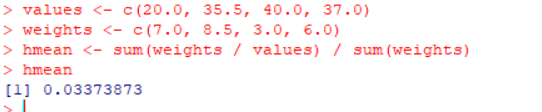 > values <- c(20.0, 35.5, 40.0, 37.0)
> weights <- c(7.0, 8.5, 3.0, 6.0)
> hmean <- sum(weights / values) / sum(weights)
> hmean
[1] 0.03373873
>